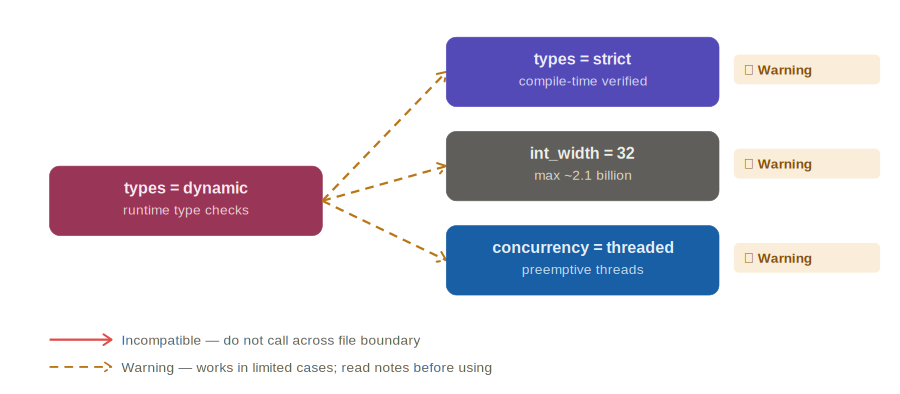 types = dynamic
runtime type checks
types = strict
compile-time verified
Warning
int_width = 32
max ~2.1 billion
Warning
concurrency = threaded
preemptive threads
Warning
Incompatible — do not call across file boundary
Warning — works in limited cases; read notes before using